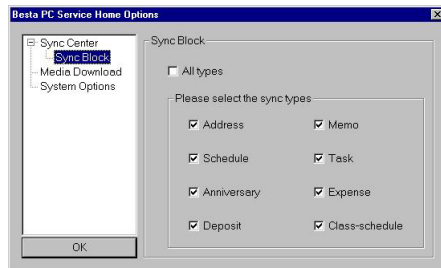 Besta PC Service Home Options
Sync Center
Sync Block
Media Download
System Options
OK
Sync Block
All types
Please select the sync types
Address
Memo
Schedule
Task
Anniversary
Expense
Deposit
Class-schedule